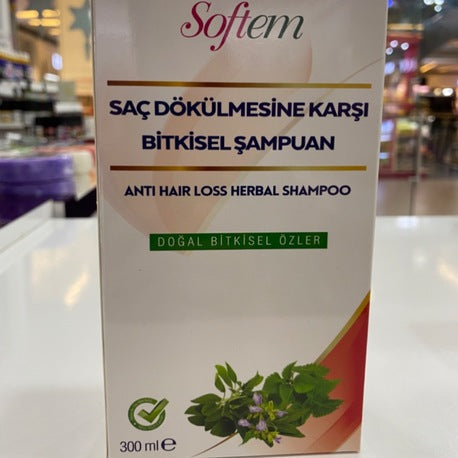 Softem
SAÇ DÖKÜLMESİNE KARŞI
BİTKİSEL ŞAMPUAN
ANTI HAIR LOSS HERBAL SHAMPOO
DOĞAL BİTKİSEL ÖZLER
300 ml ℮